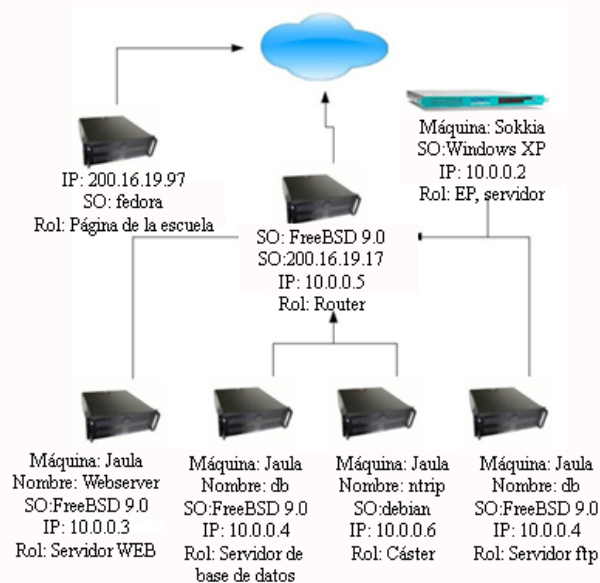 Máquina: Sokkia
SO:Windows XP
IP: 10.0.0.2
Rol: EP, servidor
IP: 200.16.19.97
SO: fedora
Rol: Página de la escuela
SO: FreeBSD 9.0
SO:200.16.19.17
IP: 10.0.0.5
Rol: Router
Máquina: Jaula
Nombre: Webserver
SO:FreeBSD 9.0
IP: 10.0.0.3
Rol: Servidor WEB
Máquina: Jaula
Nombre: db
SO:FreeBSD 9.0
IP: 10.0.0.4
Rol: Servidor de
base de datos
Máquina: Jaula
Nombre: ntrip
SO:debian
IP: 10.0.0.6
Rol: Cáster
Máquina: Jaula
Nombre: db
SO:FreeBSD 9.0
IP: 10.0.0.4
Rol: Servidor ftp